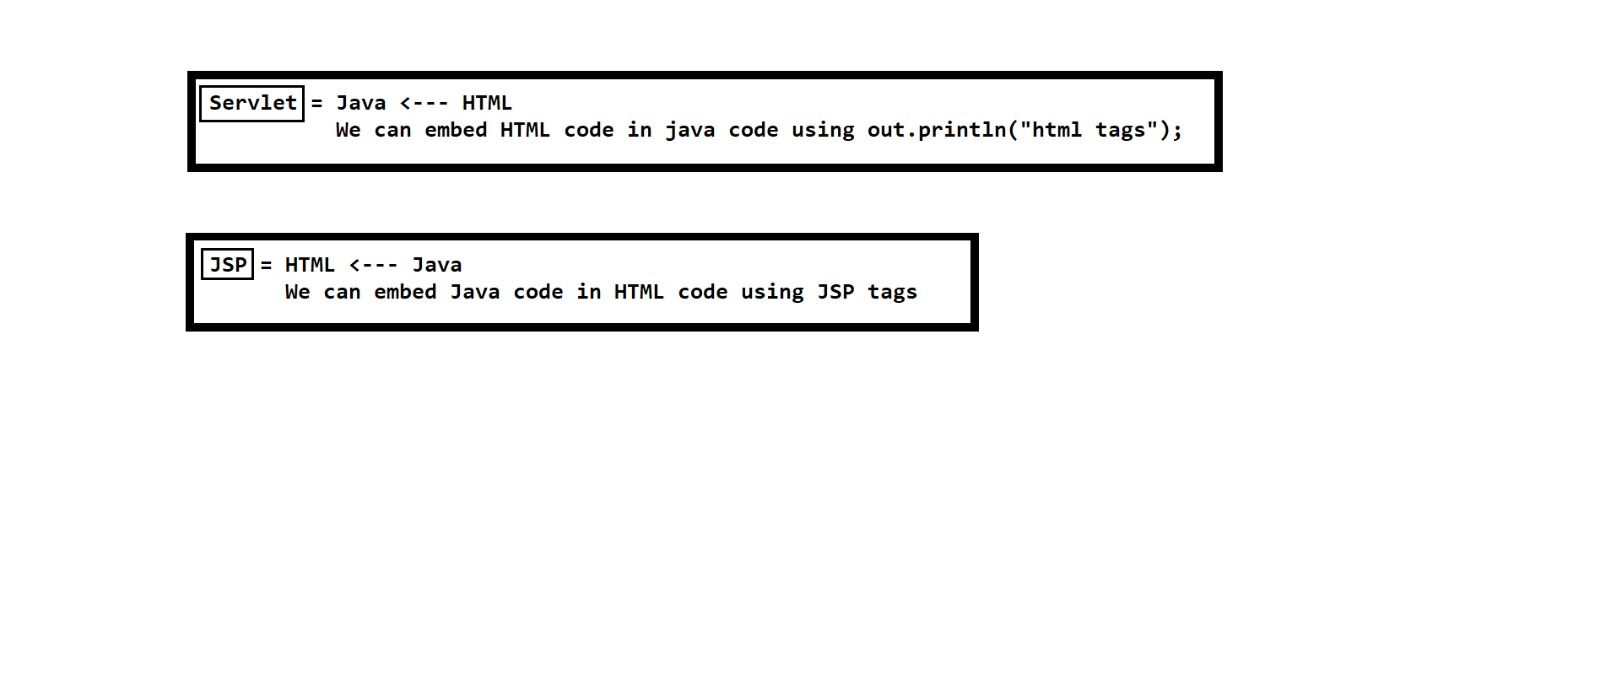 Servlet = Java <--- HTML
We can embed HTML code in java code using out.println("html tags");
JSP = HTML <--- Java
We can embed Java code in HTML code using JSP tags